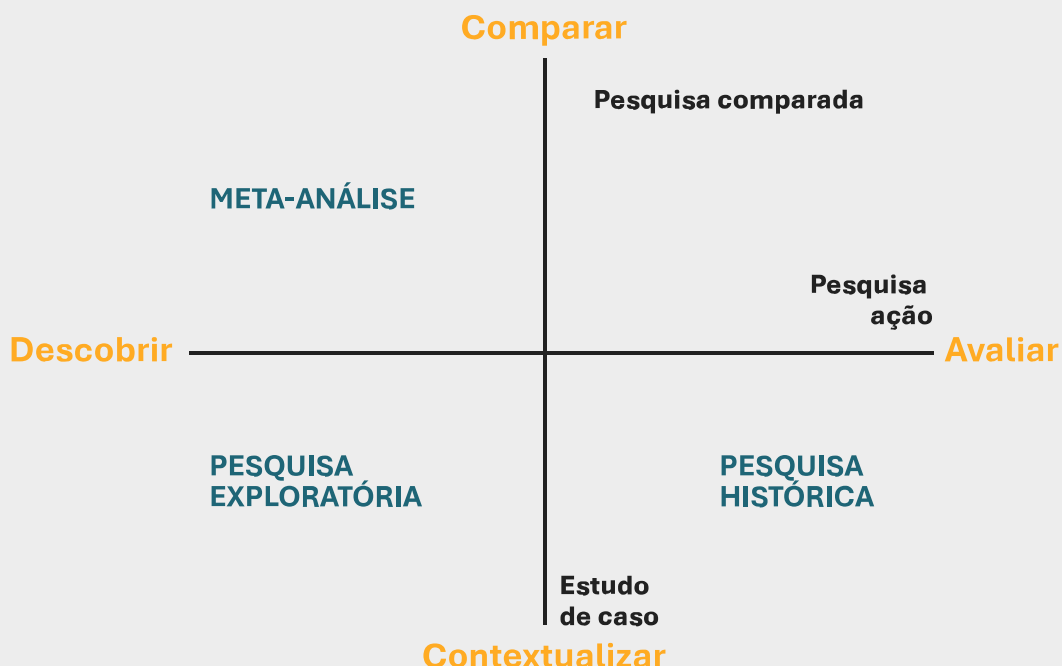 Comparar
Pesquisa comparada
META-ANÁLISE
Pesquisa
ação
Descobrir
Avaliar
PESQUISA
EXPLORATÓRIA
PESQUISA
HISTÓRICA
Estudo
de caso
Contextualizar